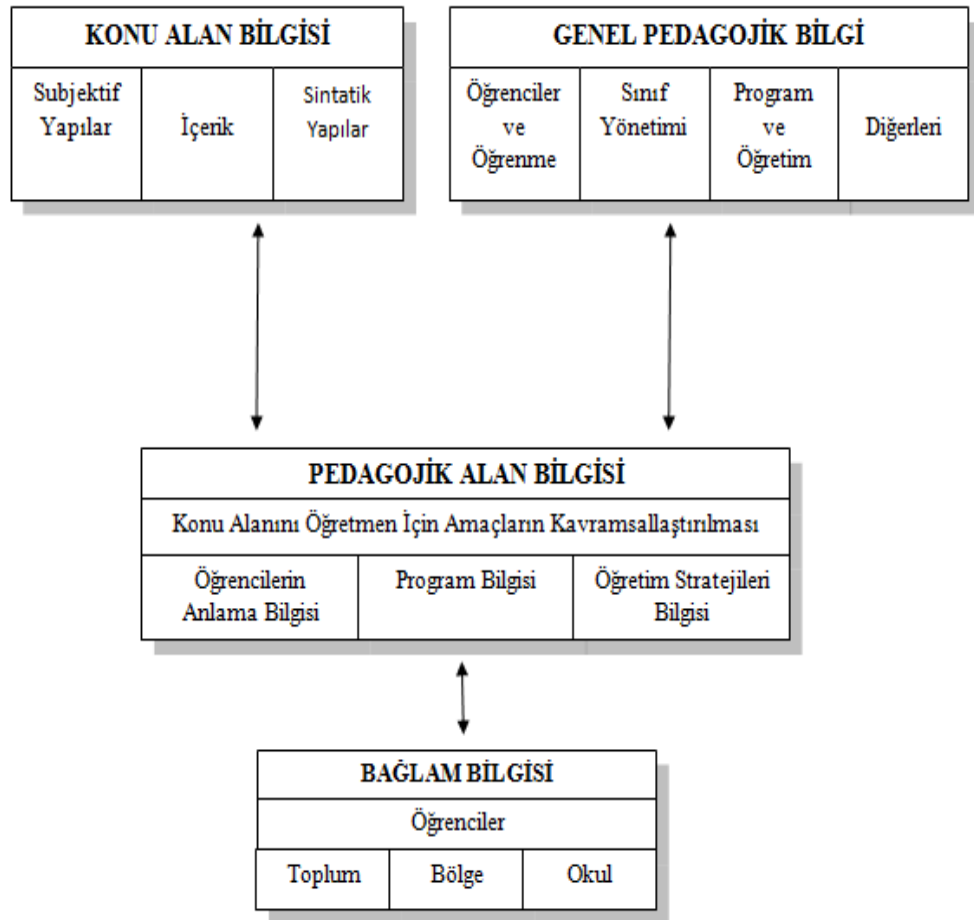 KONU ALAN BİLGİSİ
Subjektif
Yapılar
İçerik
Sintatik
Yapılar
GENEL PEDAGOJİK BİLGİ
Öğrenciler
ve
Öğrenme
Sınıf
Yönetimi
Program
ve
Öğretim
Diğerleri
PEDAGOJİK ALAN BİLGİSİ
Konu Alanını Öğretmen İçin Amaçların Kavramsallaştırılması
Öğrencilerin
Anlama Bilgisi
Program Bilgisi
Öğretim Stratejileri
Bilgisi
BAĞLAM BİLGİSİ
Öğrenciler
Toplum
Bölge
Okul